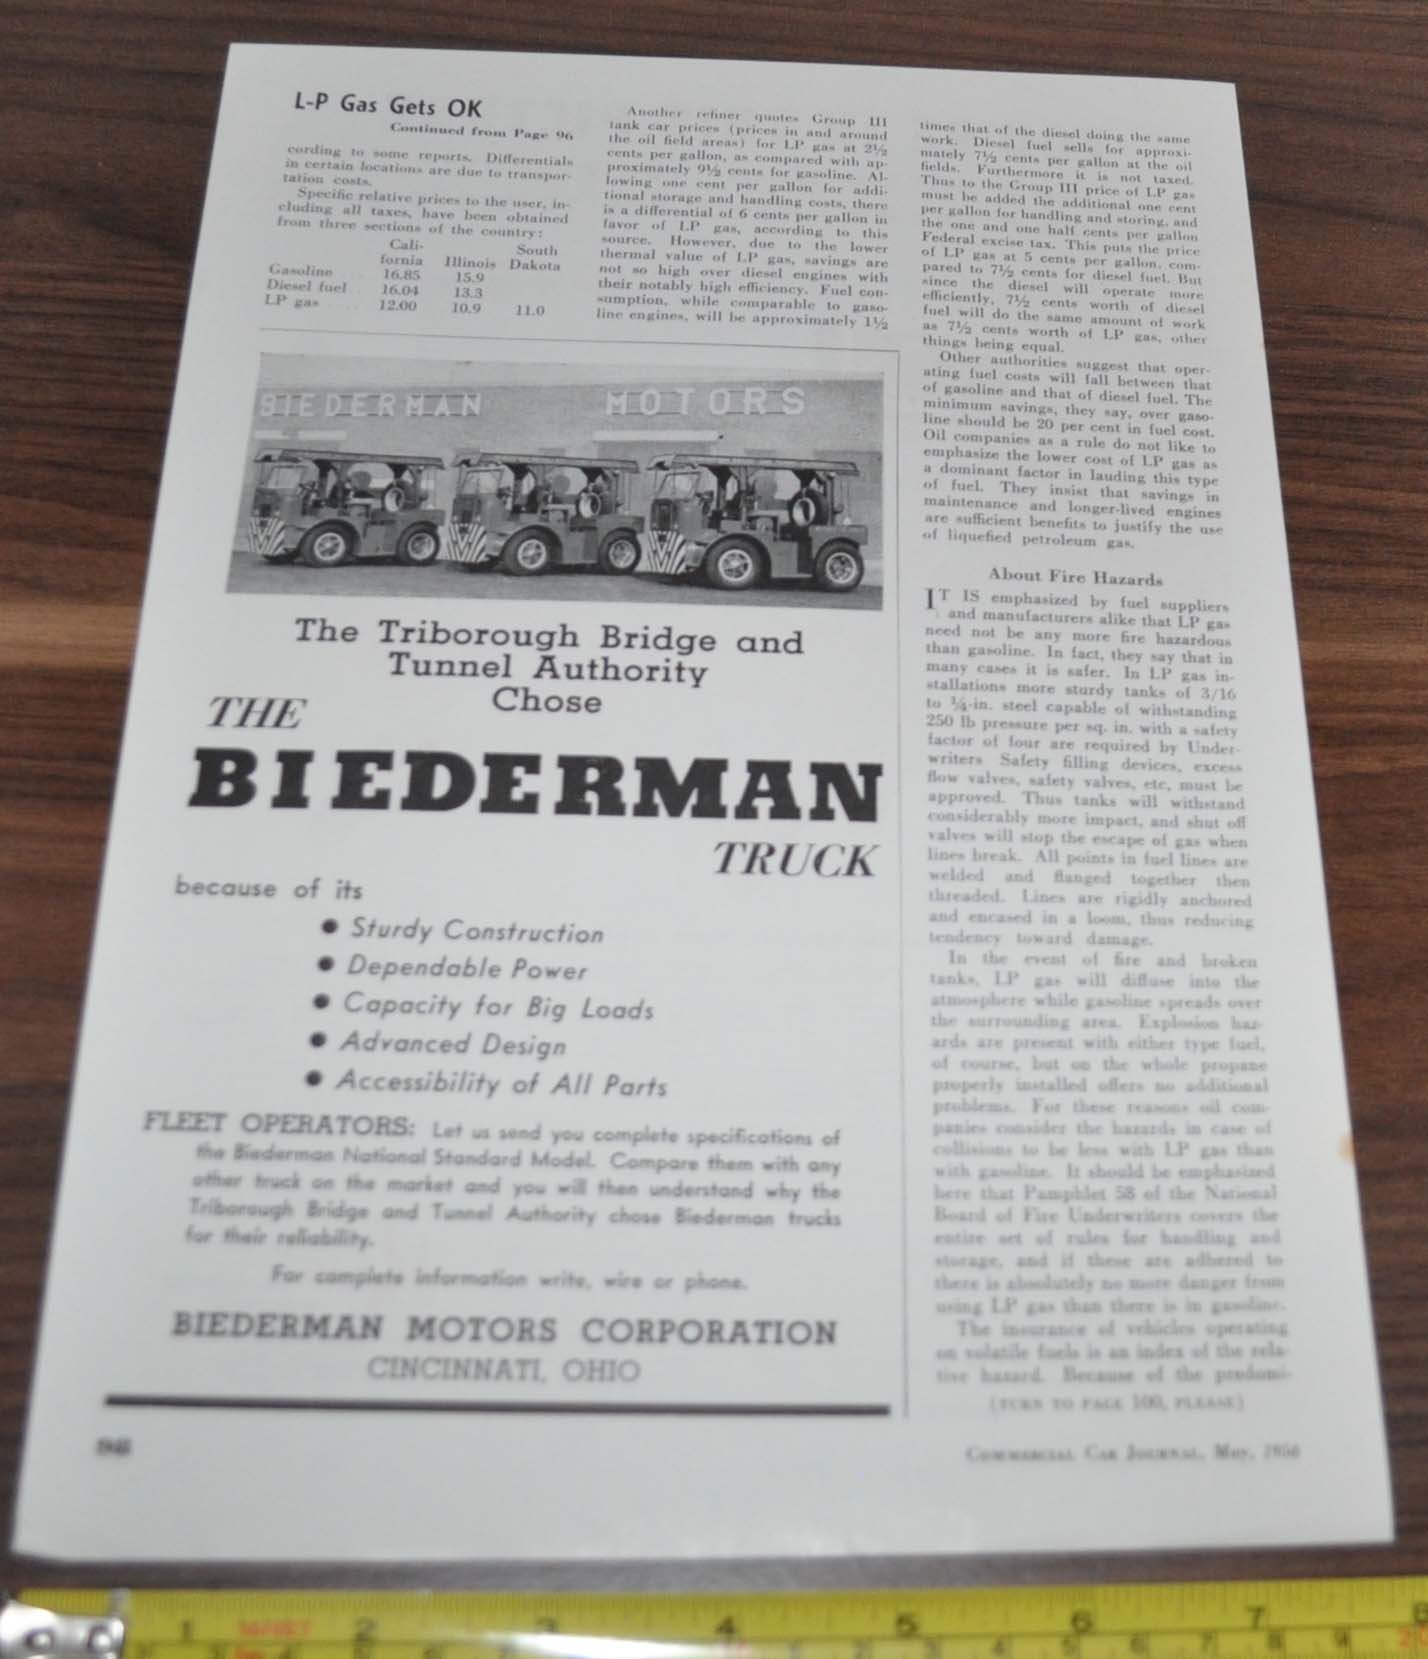 L-P Gas Gets OK
Continued from Page 96
cording to some reports. Differentials
in certain locations are due to transpor-
tation costs.
Specific relative prices to the user, in-
cluding all taxes, have been obtained
from three sections of the country:
Cali-
fornia Illinois South Dakota
Gasoline 16.85 15.9
Diesel fuel 16.04 13.3
LP gas 12.00 10.9 11.0
Another refiner quotes Group III
tank car prices (prices in and around
the oil field areas) for LP gas at 2½
cents per gallon, as compared with ap-
proximately 9½ cents for gasoline. Al-
lowing one cent per gallon for addi-
tional storage and handling costs, there
is a differential of 6 cents per gallon in
favor of LP gas, according to this
source. However, due to the lower
thermal value of LP gas, savings are
not so high over diesel engines with
their notably high efficiency. Fuel con-
sumption, while comparable to gaso-
line engines, will be approximately 1½
times that of the diesel doing the same
work. Diesel fuel sells for approxi-
mately 7½ cents per gallon at the oil
fields. Furthermore it is not taxed.
Thus to the Group III price of LP gas
must be added the additional one cent
per gallon for handling and storing, and
the one and one half cents per gallon
Federal excise tax. This puts the price
of LP gas at 5 cents per gallon, com-
pared to 7½ cents for diesel fuel. But
since the diesel will operate more
efficiently, 7½ cents worth of diesel
fuel will do the same amount of work
as 7½ cents worth of LP gas, other
things being equal.
Other authorities suggest that oper-
ating fuel costs will fall between that
of gasoline and that of diesel fuel. The
minimum savings, they say, over gaso-
line should be 20 per cent in fuel cost.
Oil companies as a rule do not like to
emphasize the lower cost of LP gas as
a dominant factor in lauding this type
of fuel. They insist that savings in
maintenance and longer-lived engines
are sufficient benefits to justify the use
of liquefied petroleum gas.
About Fire Hazards
IT IS emphasized by fuel suppliers
and manufacturers alike that LP gas
need not be any more fire hazardous
than gasoline. In fact, they say that in
many cases it is safer. In LP gas in-
stallations more sturdy tanks of 3/16
to ¼-in. steel capable of withstanding
250 lb pressure per sq. in. with a safety
factor of four are required by Under-
writers Safety filling devices, excess
flow valves, safety valves, etc, must be
approved. Thus tanks will withstand
considerably more impact, and shut off
valves will stop the escape of gas when
lines break. All points in fuel lines are
welded and flanged together then
threaded. Lines are rigidly anchored
and encased in a loom, thus reducing
tendency toward damage.
In the event of fire and broken
tanks, LP gas will diffuse into the
atmosphere while gasoline spreads over
the surrounding area. Explosion haz-
ards are present with either type fuel,
of course, but on the whole propane
properly installed offers no additional
problems. For these reasons oil com-
panies consider the hazards in case of
collisions to be less with LP gas than
with gasoline. It should be emphasized
here that Pamphlet 58 of the National
Board of Fire Underwriters covers the
entire set of rules for handling and
storage, and if these are adhered to
there is absolutely no more danger from
using LP gas than there is in gasoline.
The insurance of vehicles operating
on volatile fuels is an index of the rela-
tive hazard. Because of the predomi-
(TURN TO PAGE 100, PLEASE)
BIEDERMAN MOTORS
The Triborough Bridge and
Tunnel Authority
Chose
THE
BIEDERMAN
TRUCK
because of its
• Sturdy Construction
• Dependable Power
• Capacity for Big Loads
• Advanced Design
• Accessibility of All Parts
FLEET OPERATORS: Let us send you complete specifications of
the Biederman National Standard Model. Compare them with any
other truck on the market and you will then understand why the
Triborough Bridge and Tunnel Authority chose Biederman trucks
for their reliability.
For complete information write, wire or phone.
BIEDERMAN MOTORS CORPORATION
CINCINNATI, OHIO
98
COMMERCIAL CAR JOURNAL, May, 1950
1 2 3 4 5 6 7 8